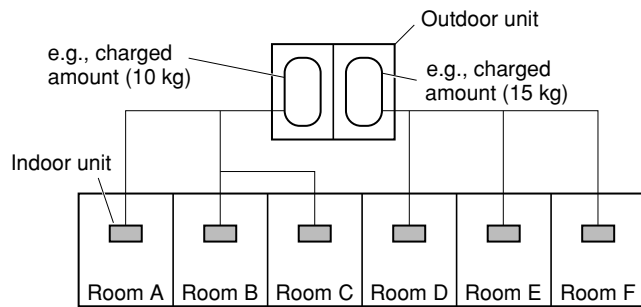 Outdoor unit
e.g., charged
amount (10 kg)
e.g., charged
amount (15 kg)
Indoor unit
Room A Room B Room C Room D Room E Room F